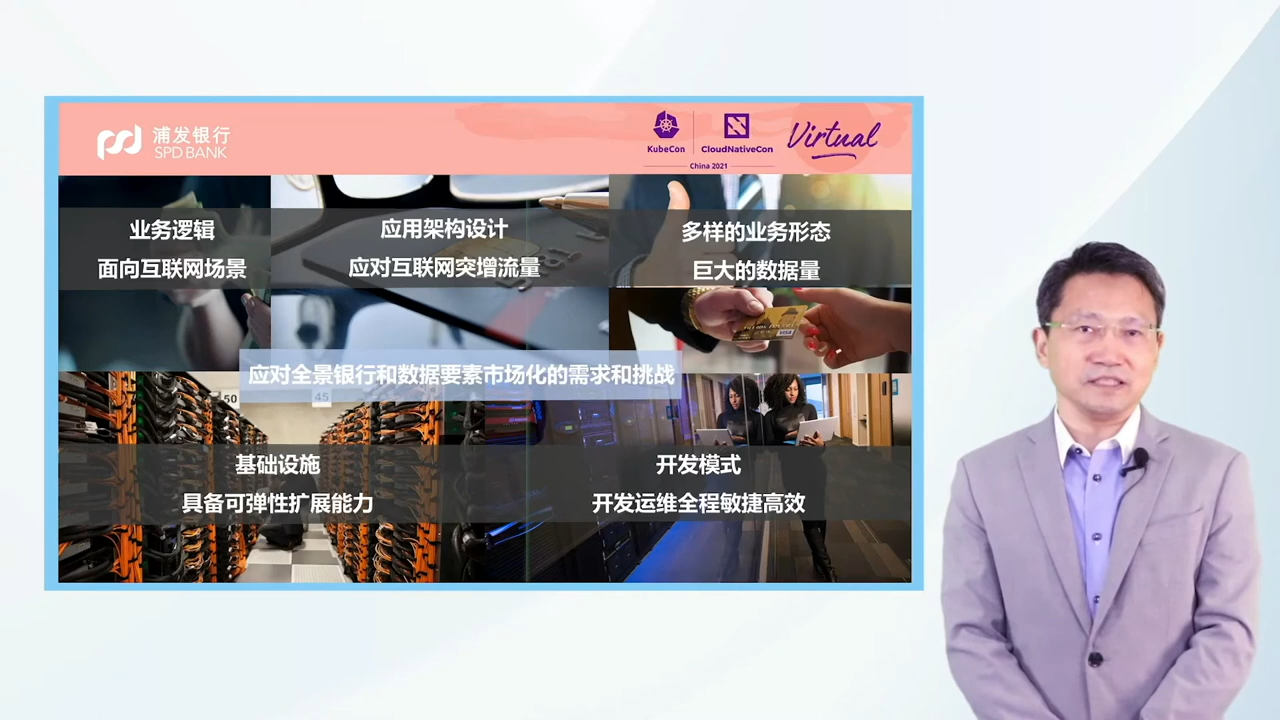 浦发银行
SPD BANK
KubeCon
CloudNativeCon
China 2021
Virtual
业务逻辑
面向互联网场景
应用架构设计
应对互联网突增流量
多样的业务形态
巨大的数据量
VISA
应对全景银行和数据要素市场化的需求和挑战
50
45
基础设施
具备可弹性扩展能力
开发模式
开发运维全程敏捷高效